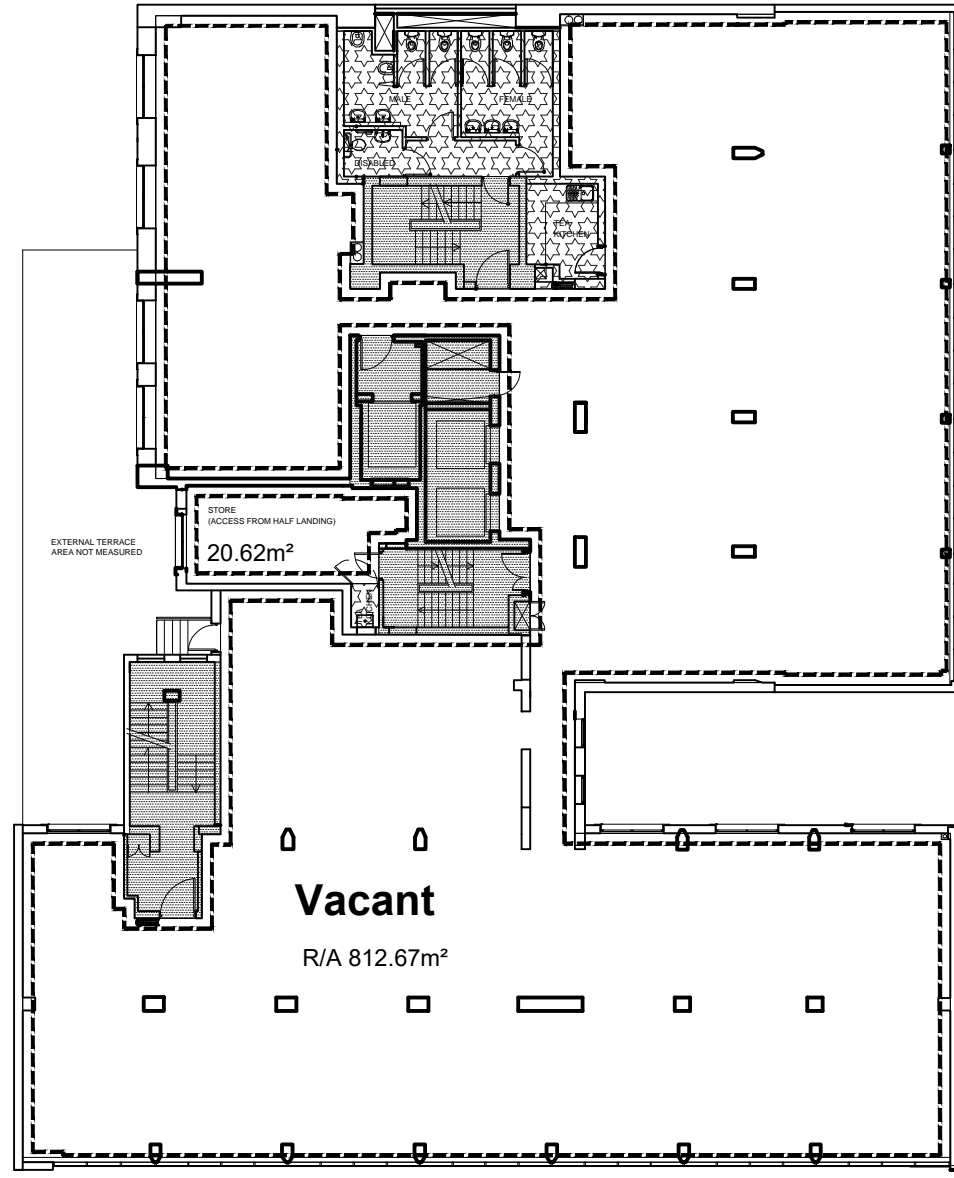 MALE
FEMALE
DISABLED
TEA
KITCHEN
STORE
(ACCESS FROM HALF LANDING)
20.62m²
EXTERNAL TERRACE
AREA NOT MEASURED
Vacant
R/A 812.67m²